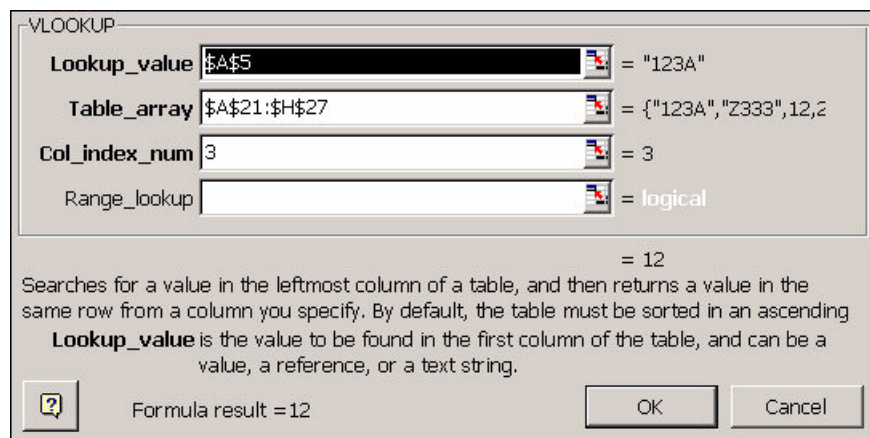 VLOOKUP
Lookup_value $A$5 = "123A"
Table_array $A$21:$H$27 = {"123A","Z333",12,2
Col_index_num 3 = 3
Range_lookup = logical
= 12
Searches for a value in the leftmost column of a table, and then returns a value in the
same row from a column you specify. By default, the table must be sorted in an ascending
Lookup_value is the value to be found in the first column of the table, and can be a
value, a reference, or a text string.
? Formula result =12 OK Cancel